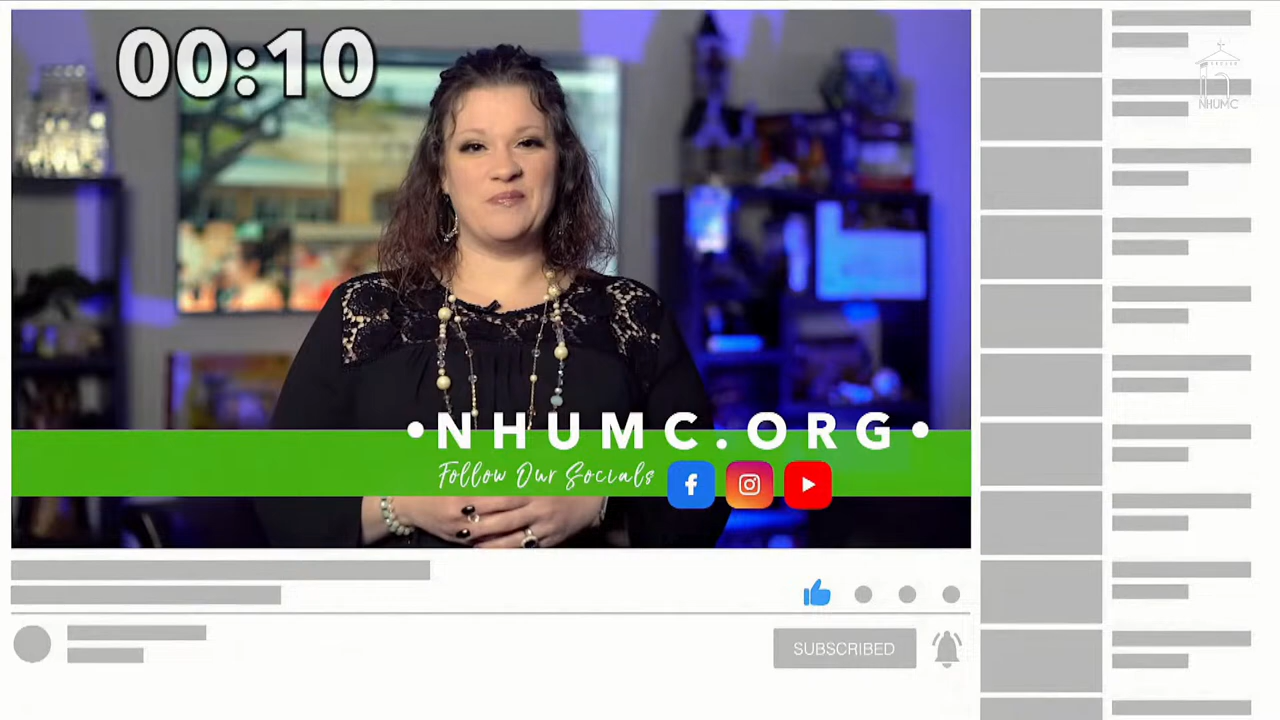 00:10
NHUMC
•NHUMC.ORG•
Follow Our Socials
SUBSCRIBED